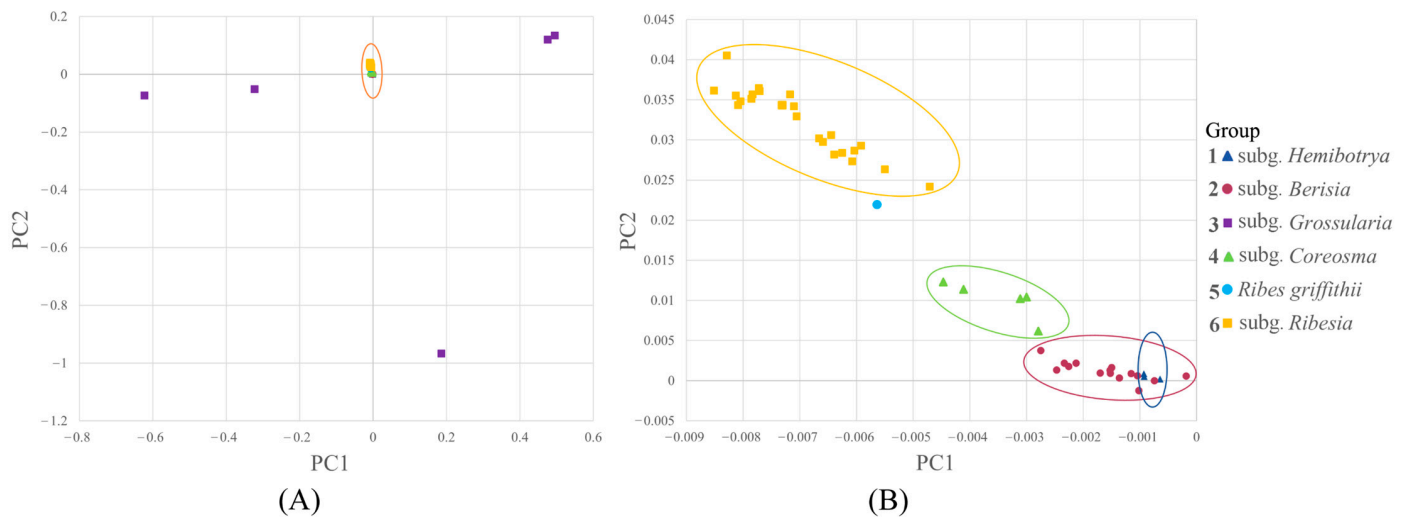 0.2
0
−0.2
−0.4
−0.6
−0.8
−1
−1.2
PC2
−0.8 −0.6 −0.4 −0.2 0 0.2 0.4 0.6
PC1
(A)
0.045
0.04
0.035
0.03
0.025
0.02
0.015
0.01
0.005
0
−0.005
PC2
−0.009 −0.008 −0.007 −0.006 −0.005 −0.004 −0.003 −0.002 −0.001 0
PC1
(B)
Group
1 subg. Hemibotrya
2 subg. Berisia
3 subg. Grossularia
4 subg. Coreosma
5 Ribes griffithii
6 subg. Ribesia